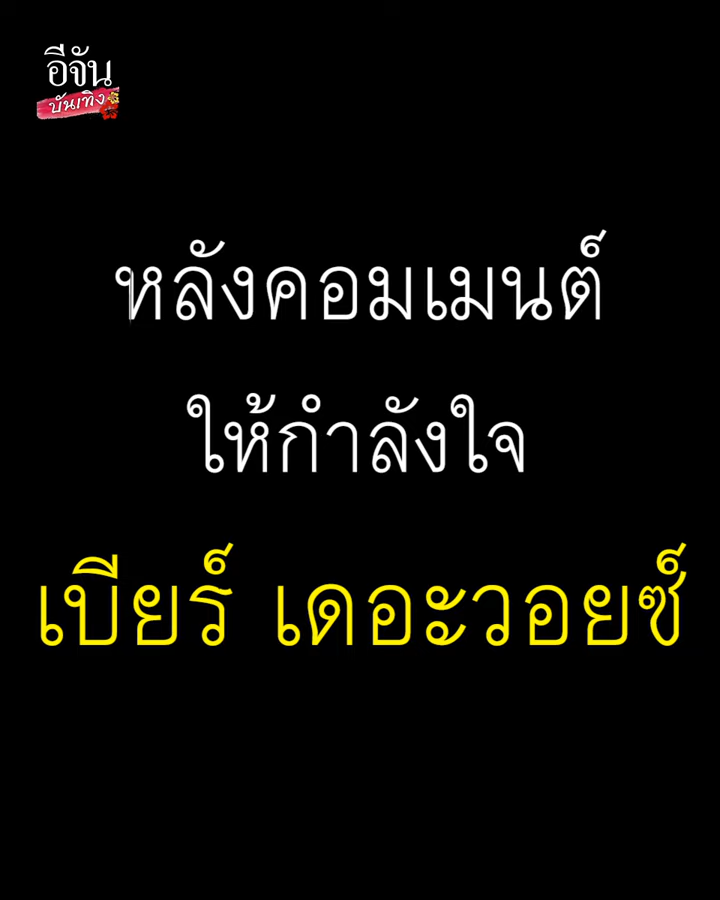 อีจัน
บันเทิง
หลังคอมเมนต์
ให้กำลังใจ
เบียร์ เดอะวอยซ์